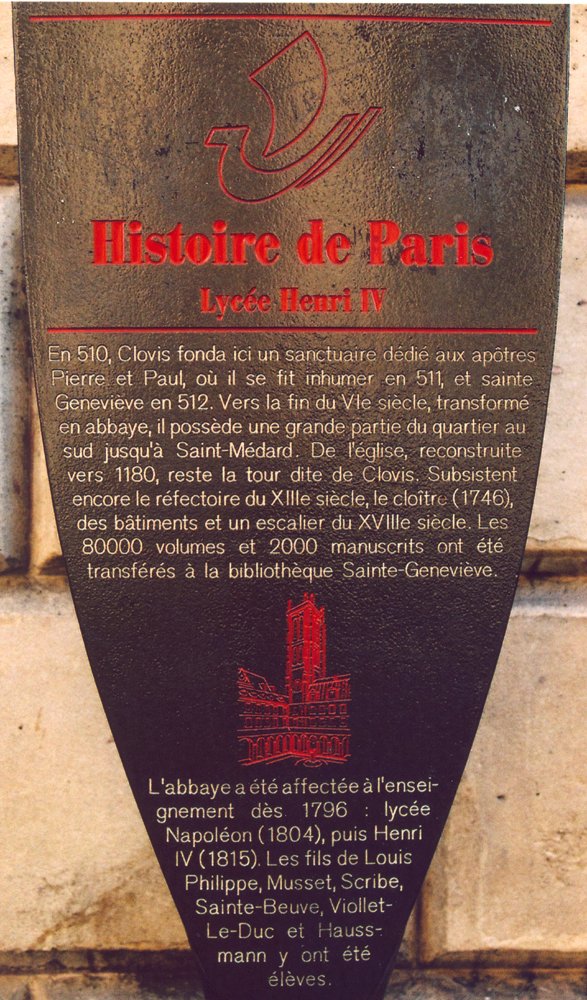 Histoire de Paris
Lycée Henri IV
En 510, Clovis fonda ici un sanctuaire dédié aux apôtres
Pierre et Paul, où il se fit inhumer en 511, et sainte
Geneviève en 512. Vers la fin du VIe siècle, transformé
en abbaye, il possède une grande partie du quartier au
sud jusqu'à Saint-Médard. De l'église, reconstruite
vers 1180, reste la tour dite de Clovis. Subsistent
encore le réfectoire du XIIIe siècle, le cloître (1746),
des bâtiments et un escalier du XVIIIe siècle. Les
80000 volumes et 2000 manuscrits ont été
transférés à la bibliothèque Sainte-Geneviève.
L'abbaye a été affectée à l'ensei-
gnement dès 1796 : lycée
Napoléon (1804), puis Henri
IV (1815). Les fils de Louis
Philippe, Musset, Scribe,
Sainte-Beuve, Viollet-
Le-Duc et Hauss-
mann y ont été
élèves.